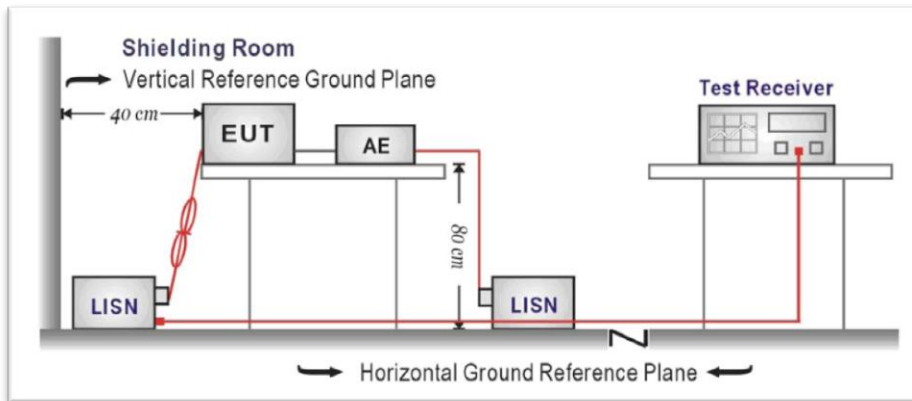 Shielding Room
Vertical Reference Ground Plane
40 cm
EUT
AE
Test Receiver
80 cm
LISN
LISN
Horizontal Ground Reference Plane